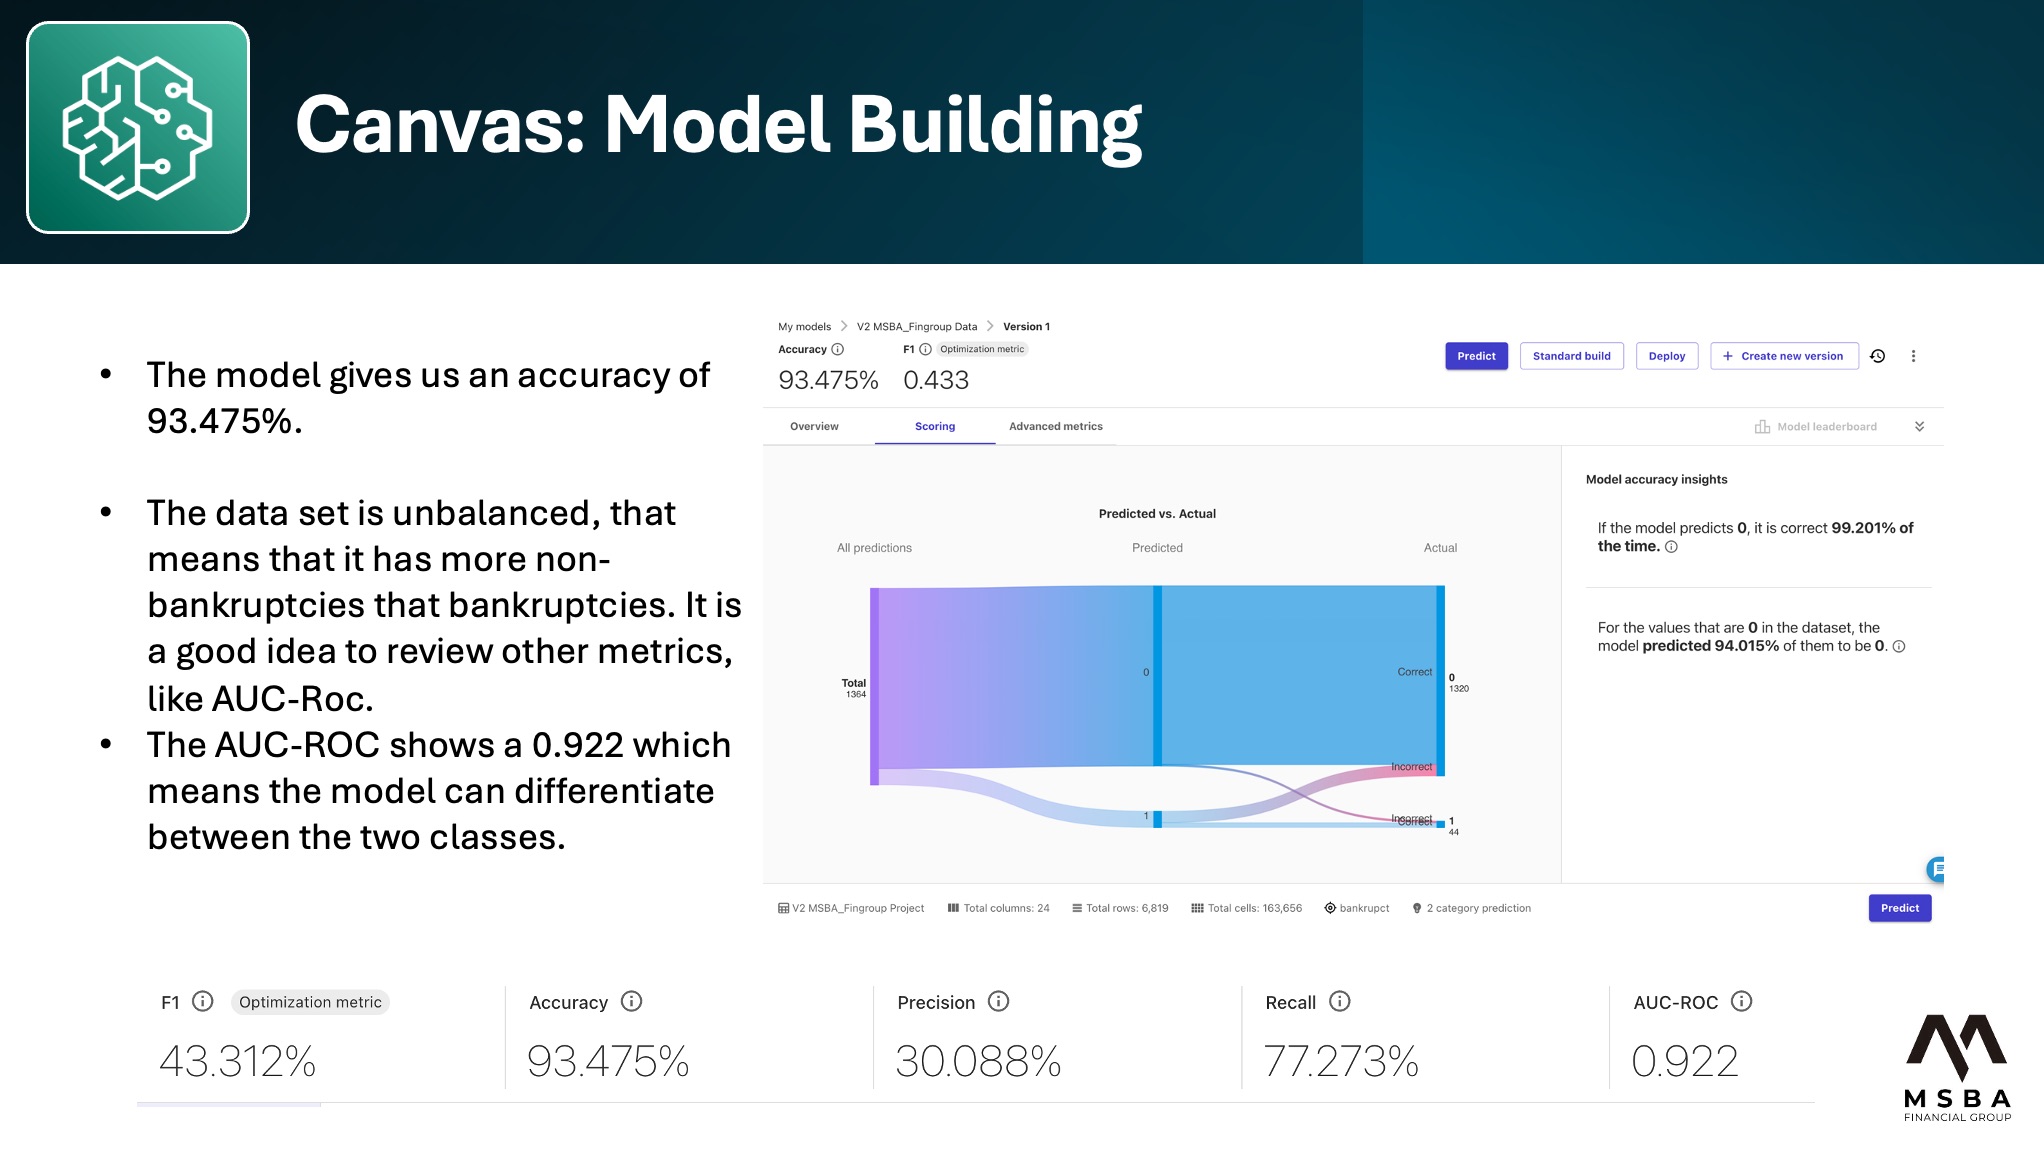 Canvas: Model Building
• The model gives us an accuracy of
93.475%.
• The data set is unbalanced, that
means that it has more non-
bankruptcies that bankruptcies. It is
a good idea to review other metrics,
like AUC-Roc.
• The AUC-ROC shows a 0.922 which
means the model can differentiate
between the two classes.
My models > V2 MSBA_Fingroup Data > Version 1
Accuracy F1 Optimization metric
93.475% 0.433
Predict Standard build Deploy + Create new version
Overview Scoring Advanced metrics Model leaderboard
Predicted vs. Actual
All predictions Predicted Actual
Total
1364
0
1
Correct
0
1320
Incorrect
Incorrect
Correct
1
44
Model accuracy insights
If the model predicts 0, it is correct 99.201% of
the time.
For the values that are 0 in the dataset, the
model predicted 94.015% of them to be 0.
V2 MSBA_Fingroup Project Total columns: 24 Total rows: 6,819 Total cells: 163,656 bankrupct 2 category prediction
Predict
F1 Optimization metric Accuracy Precision Recall AUC-ROC
43.312% 93.475% 30.088% 77.273% 0.922
MSBA
FINANCIAL GROUP